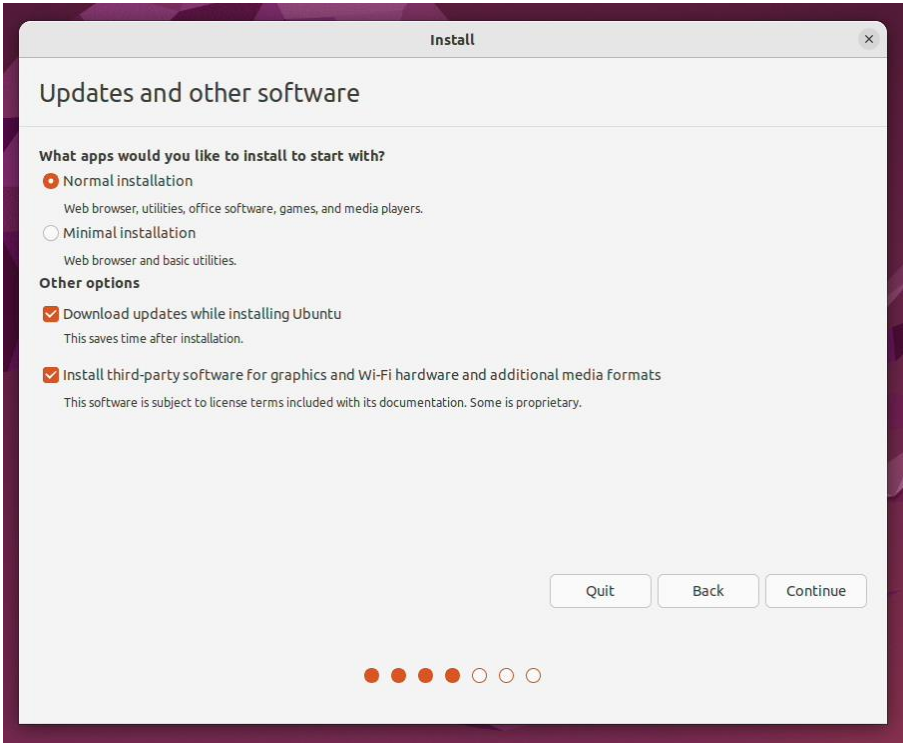 Install
Updates and other software
What apps would you like to install to start with?
Normal installation
Web browser, utilities, office software, games, and media players.
Minimal installation
Web browser and basic utilities.
Other options
Download updates while installing Ubuntu
This saves time after installation.
Install third-party software for graphics and Wi-Fi hardware and additional media formats
This software is subject to license terms included with its documentation. Some is proprietary.
Quit Back Continue